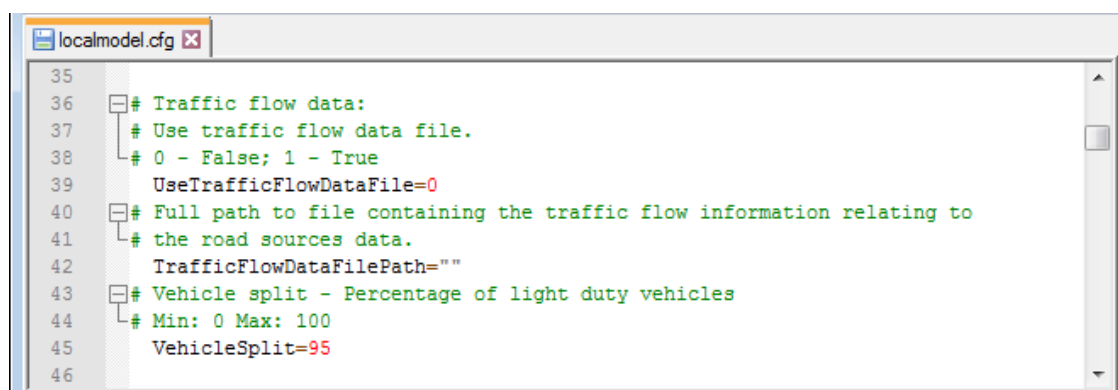 localmodel.cfg
35
36 # Traffic flow data:
37 # Use traffic flow data file.
38 # 0 - False; 1 - True
39 UseTrafficFlowDataFile=0
40 # Full path to file containing the traffic flow information relating to
41 # the road sources data.
42 TrafficFlowDataFilePath=""
43 # Vehicle split - Percentage of light duty vehicles
44 # Min: 0 Max: 100
45 VehicleSplit=95
46